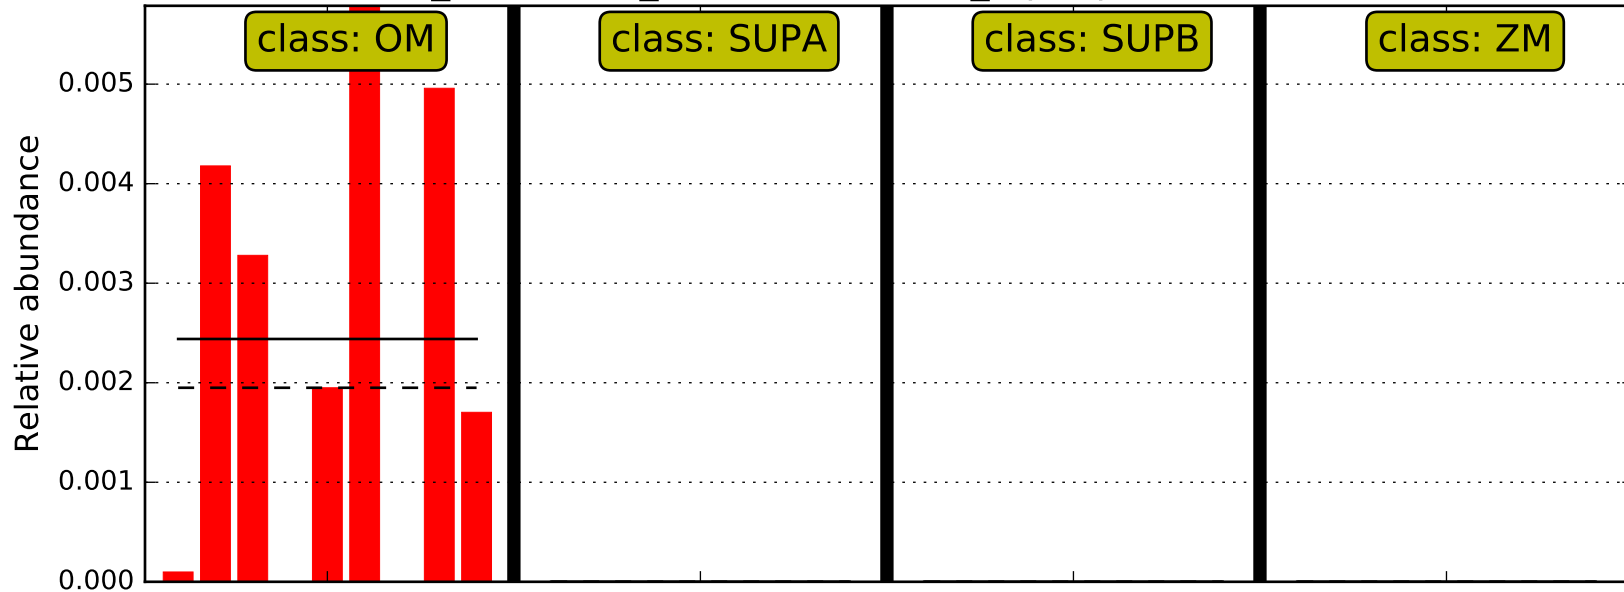 class: OM
class: SUPA
class: SUPB
class: ZM
Relative abundance
0.005
0.004
0.003
0.002
0.001
0.000